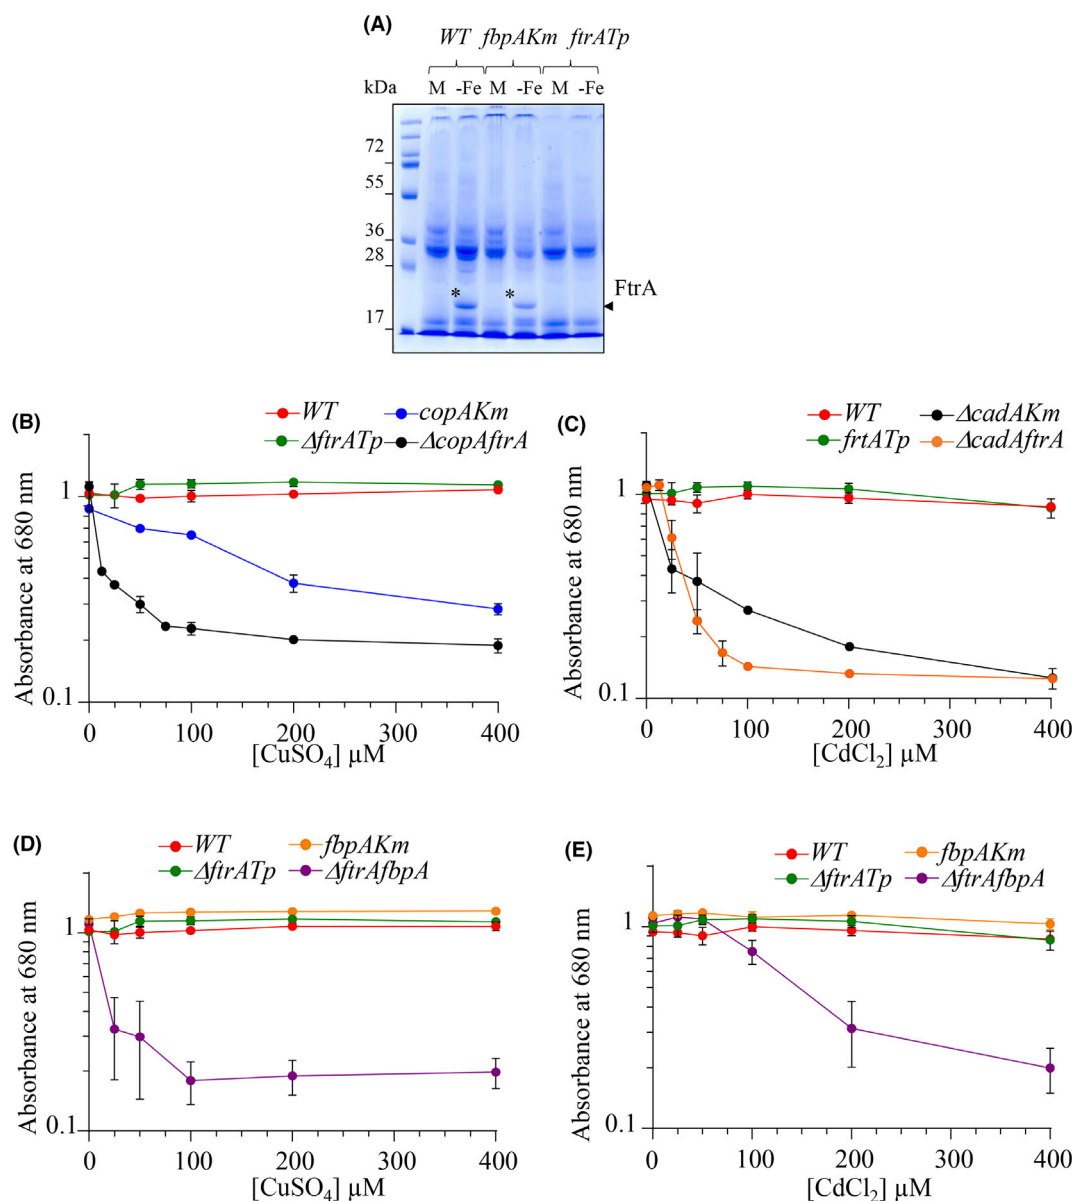 (A)
WT fbpAKm ftrATp
kDa M -Fe M -Fe M -Fe
72
55
36
28
* *
FtrA
17
(B)
WT copAKm
ΔftrATp ΔcopAftrA
Absorbance at 680 nm
1
0.1
0 100 200 300 400
[CuSO4] µM
(C)
WT ΔcadAKm
frtATp ΔcadAftrA
Absorbance at 680 nm
1
0.1
0 100 200 300 400
[CdCl2] µM
(D)
WT fbpAKm
ΔftrATp ΔftrAfbpA
Absorbance at 680 nm
1
0.1
0 100 200 300 400
[CuSO4] µM
(E)
WT fbpAKm
ΔftrATp ΔftrAfbpA
Absorbance at 680 nm
1
0.1
0 100 200 300 400
[CdCl2] µM